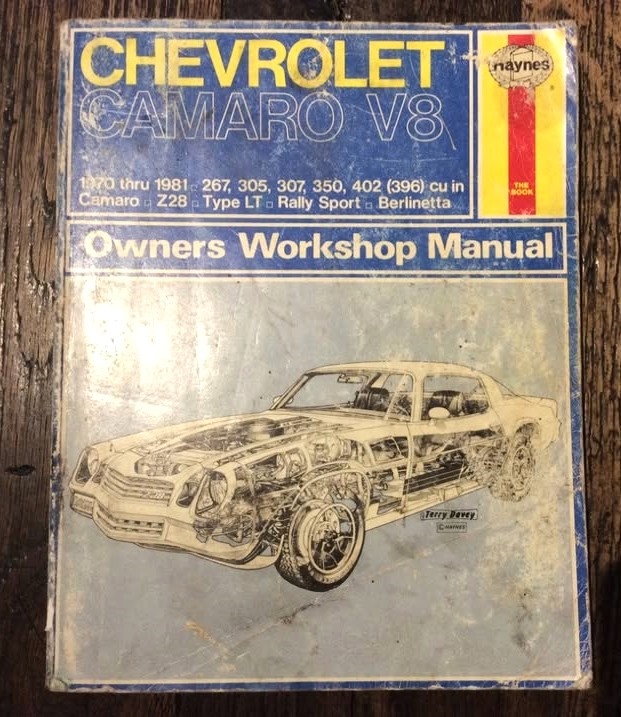 CHEVROLET
CAMARO V8
Haynes
1970 thru 1981 □ 267, 305, 307, 350, 402 (396) cu in
Camaro □ Z28 □ Type LT □ Rally Sport □ Berlinetta
THE
BOOK
Owners Workshop Manual
Terry Davey
© HAYNES